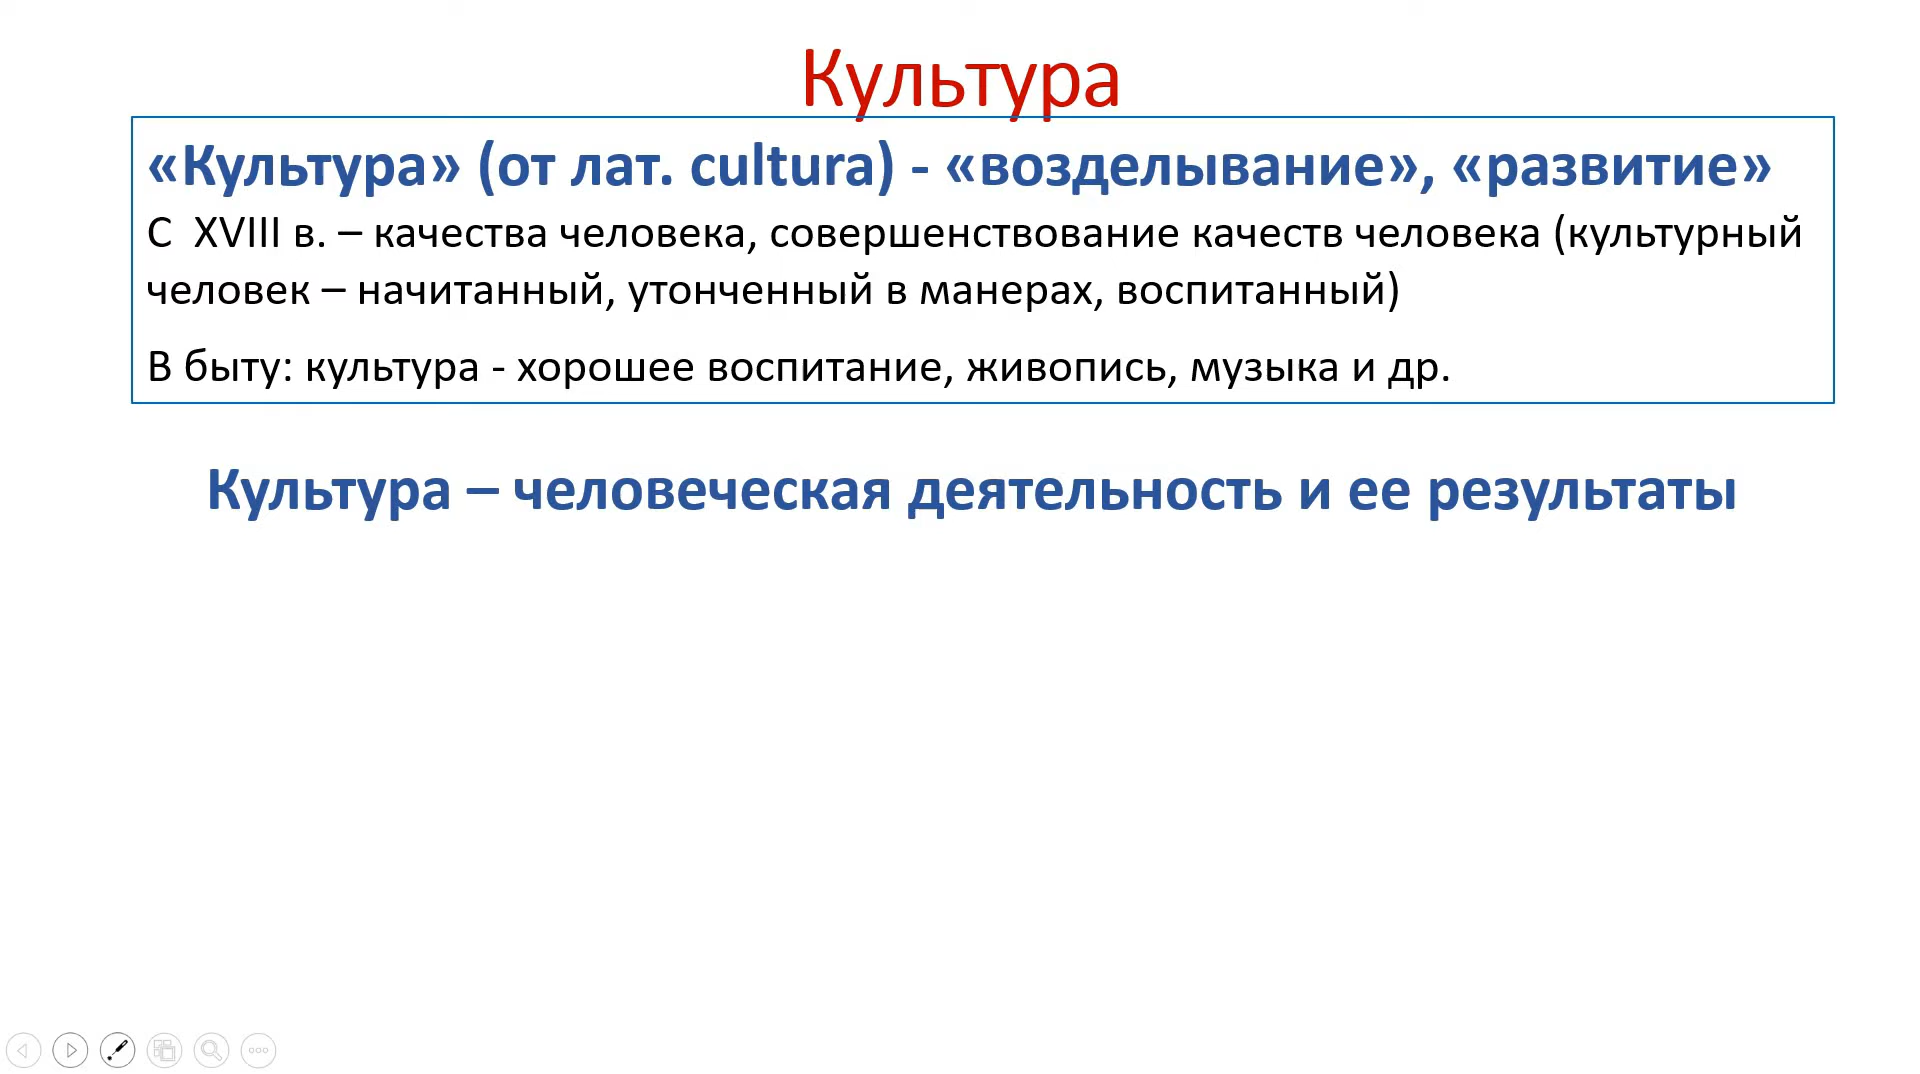 Культура
«Культура» (от лат. cultura) - «возделывание», «развитие»
С  XVIII в. – качества человека, совершенствование качеств человека (культурный
человек – начитанный, утонченный в манерах, воспитанный)
В быту: культура - хорошее воспитание, живопись, музыка и др.
Культура – человеческая деятельность и ее результаты